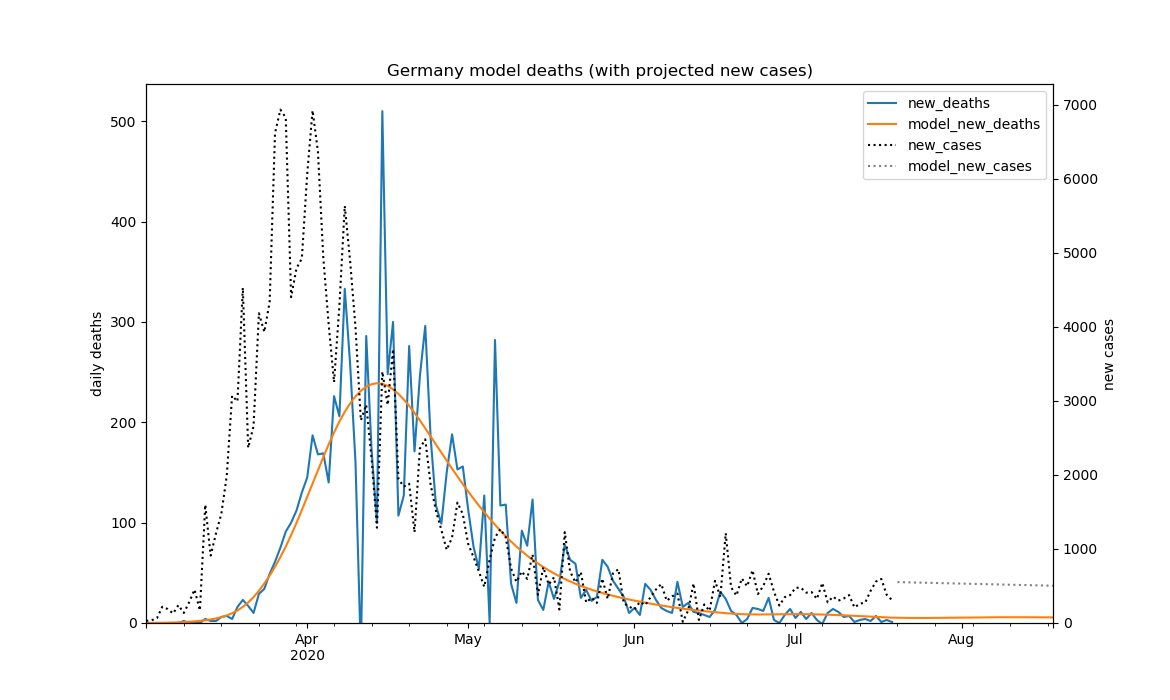 Germany model deaths (with projected new cases)
new_deaths
model_new_deaths
new_cases
model_new_cases
daily deaths
500
400
300
200
100
0
7000
6000
5000
4000
3000
2000
1000
0
new cases
Apr
2020
May
Jun
Jul
Aug